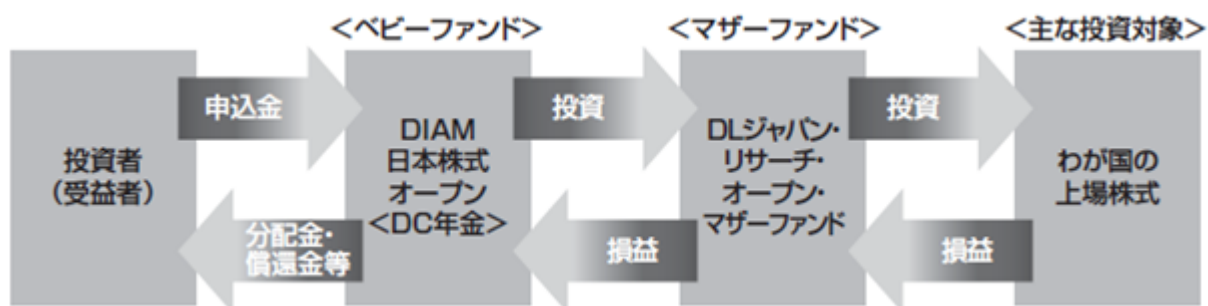 <ベビーファンド>
<マザーファンド>
<主な投資対象>
申込金
投資
投資
投資者
(受益者)
DIAM
日本株式
オープン
<DC年金>
DLジャパン・
リサーチ・
オープン・
マザーファンド
わが国の
上場株式
分配金・
償還金等
損益
損益